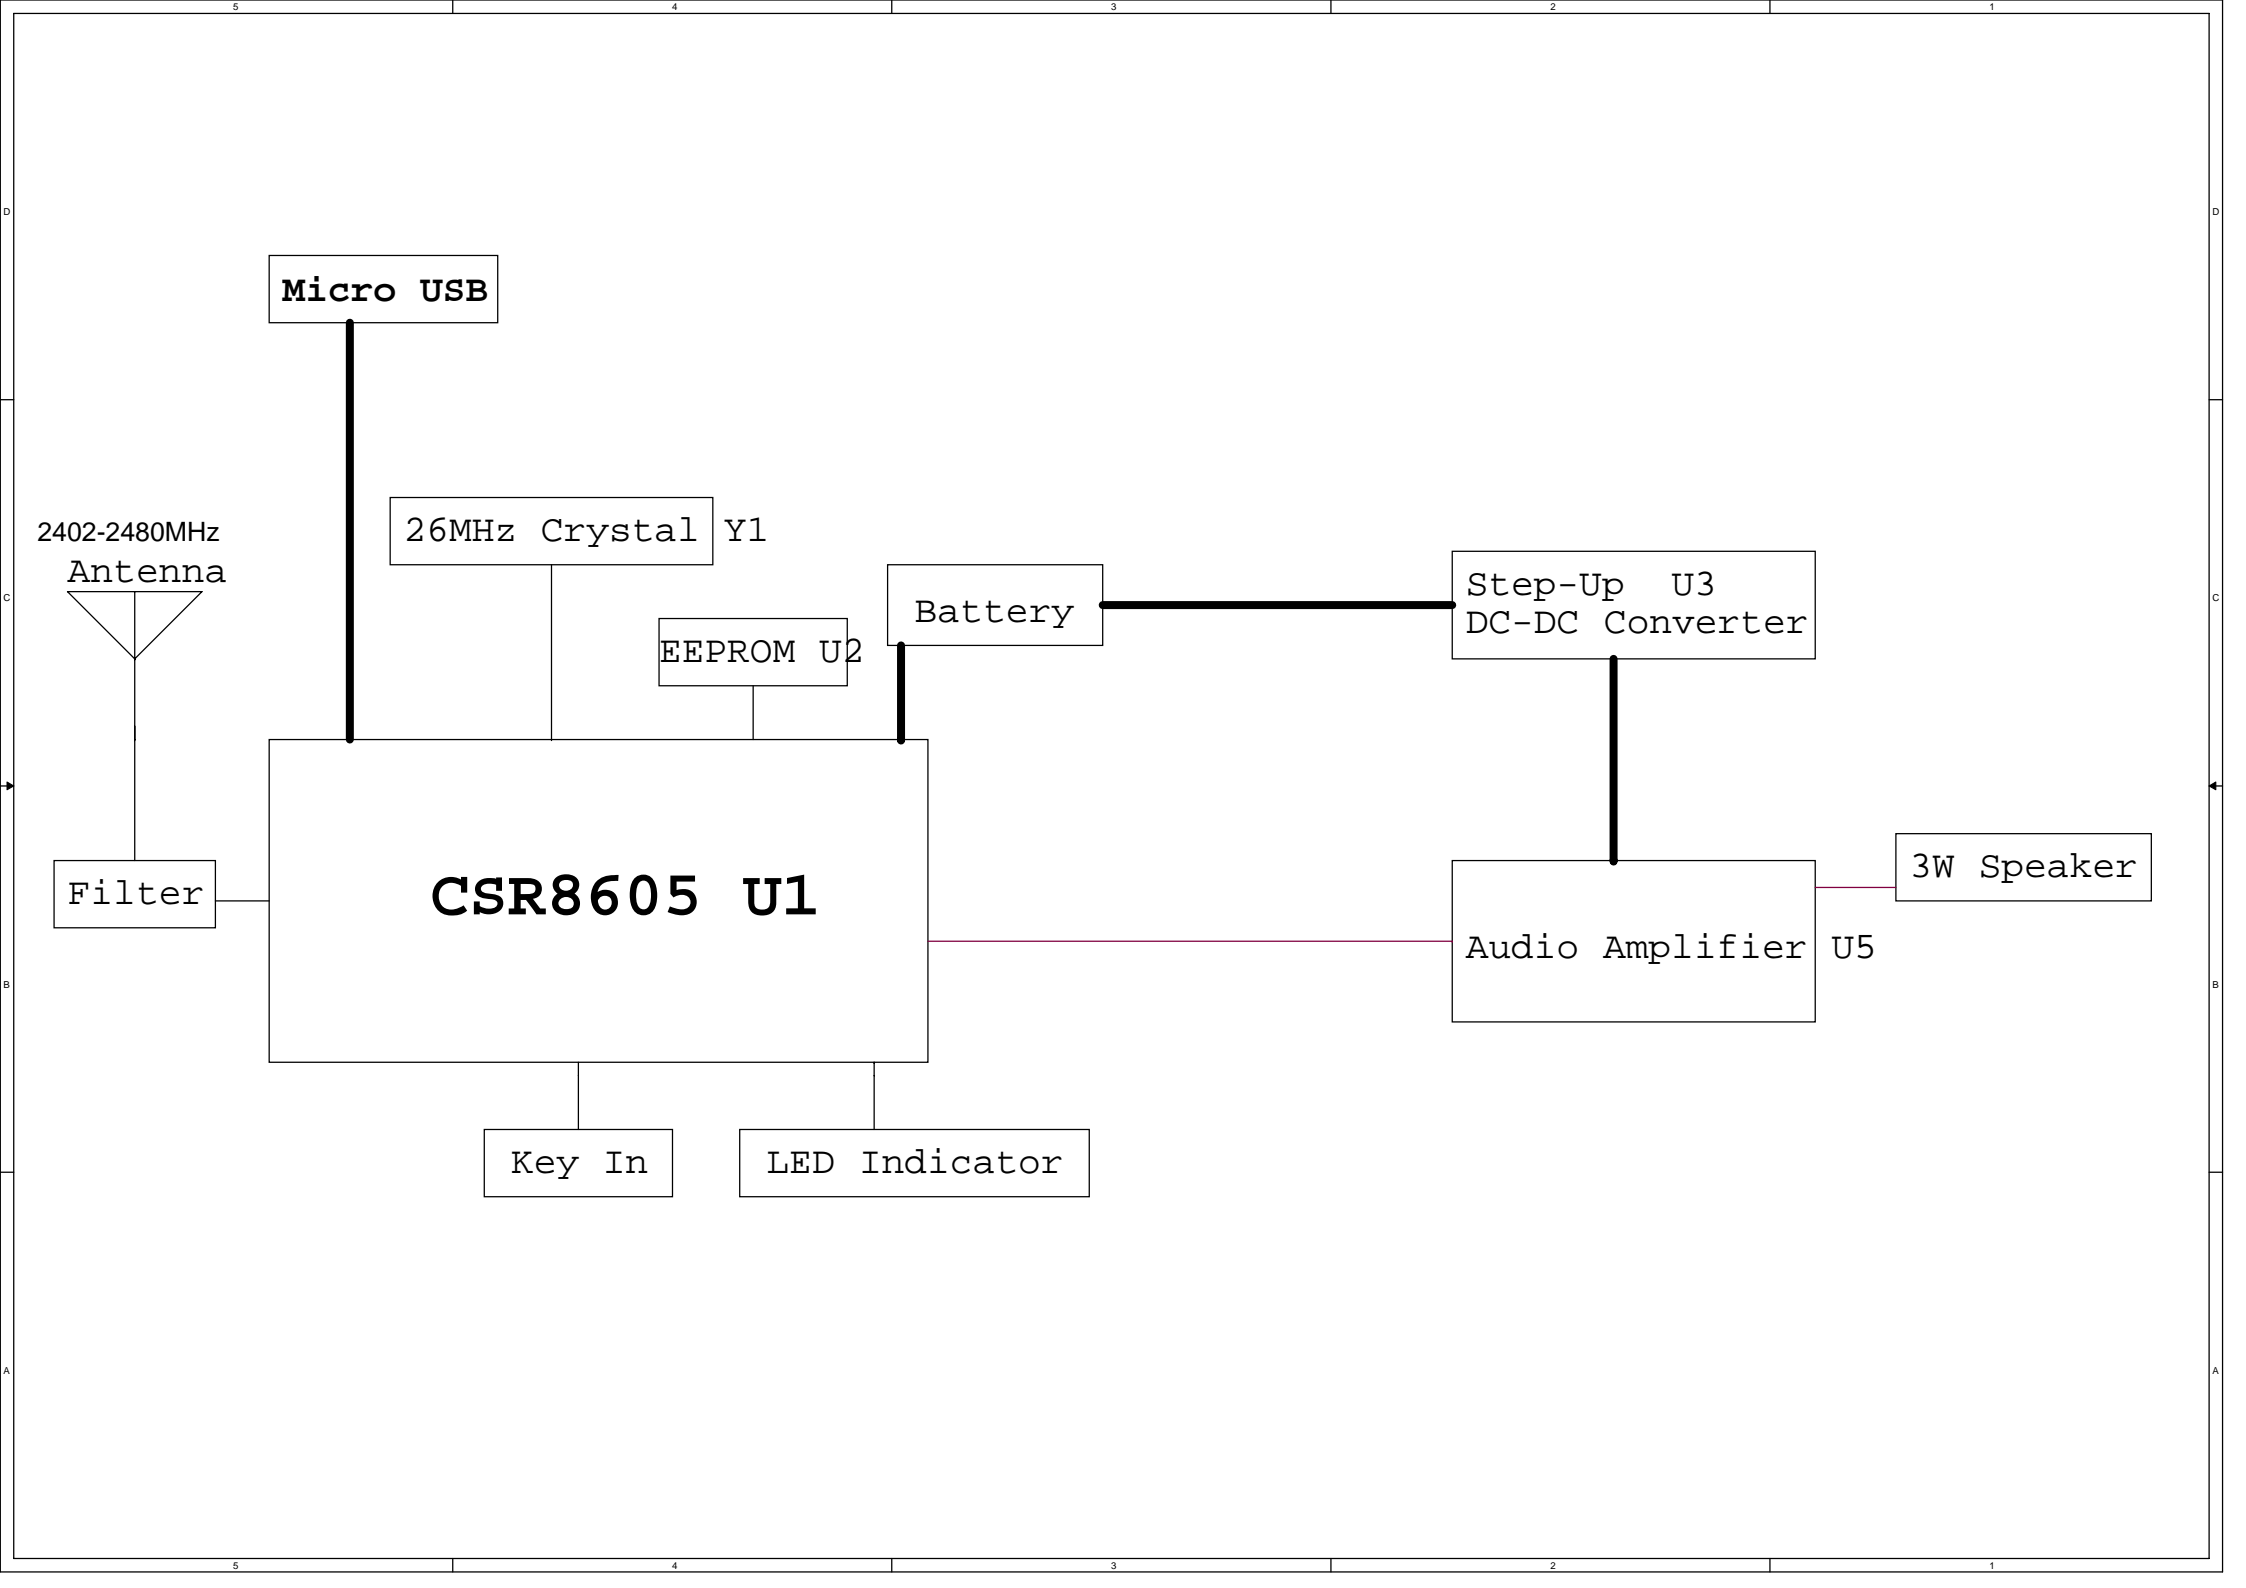 5 4 3 2 1
D D
Micro USB
2402-2480MHz
Antenna
26MHz Crystal Y1
Step-Up  U3
DC-DC Converter
Battery
C C
EEPROM U2
3W Speaker
Filter
CSR8605 U1
Audio Amplifier U5
B B
Key In
LED Indicator
A A
5 4 3 2 1